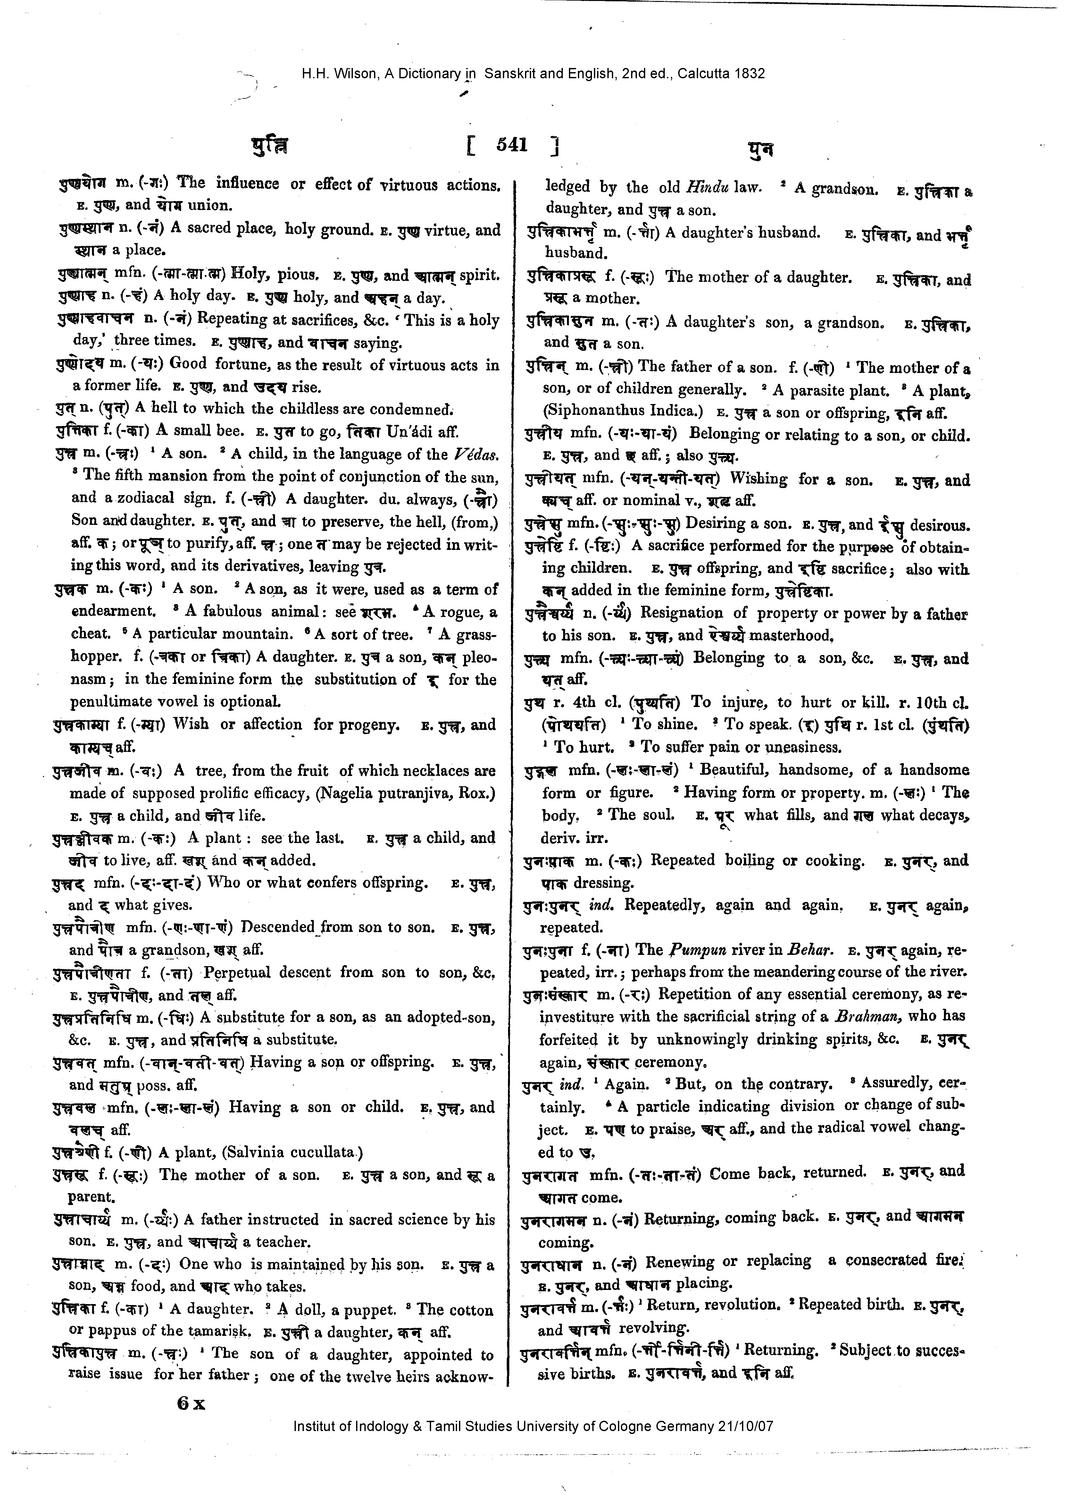 H.H. Wilson, A Dictionary in Sanskrit and English, 2nd ed., Calcutta 1832
पुत्त्रि [ 541 ] पुन
पुण्ययोग m. (-गः) The influence or effect of virtuous actions.
E. पुण्य, and योग union.
पुण्यस्थान n. (-नं) A sacred place, holy ground. E. पुण्य virtue, and
स्थान a place.
पुण्यात्मन् mfn. (-त्मा-त्मा-त्म) Holy, pious. E. पुण्य, and आत्मन् spirit.
पुण्याह n. (-हं) A holy day. E. पुण्य holy, and अहन् a day.
पुण्याहवाचन n. (-नं) Repeating at sacrifices, &c. ‘ This is a holy
day,’ three times. E. पुण्याह, and वाचन saying.
पुण्योदय m. (-यः) Good fortune, as the result of virtuous acts in
a former life. E. पुण्य, and उदय rise.
पुत् n. (पुत्) A hell to which the childless are condemned.
पुत्तिका f. (-का) A small bee. E. पुत to go, तिका Un'ádi aff.
पुत्त्र m. (-त्त्रः) ¹ A son. ² A child, in the language of the Védas.
³ The fifth mansion from the point of conjunction of the sun,
and a zodiacal sign. f. (-त्त्री) A daughter. du. always, (-त्त्रौ)
Son and daughter. E. पुत्, and त्रा to preserve, the hell, (from,)
aff. क; or पूञ् to purify, aff. त्त्र; one त may be rejected in writ-
ing this word, and its derivatives, leaving पुत्र.
पुत्त्रक m. (-कः) ¹ A son. ² A son, as it were, used as a term of
endearment. ³ A fabulous animal: see शरभ. ⁴ A rogue, a
cheat. ⁵ A particular mountain. ⁶ A sort of tree. ⁷ A grass-
hopper. f. (-त्रका or त्रिका) A daughter. E. पुत्र a son, कन् pleo-
nasm; in the feminine form the substitution of इ for the
penultimate vowel is optional.
पुत्त्रकाम्या f. (-म्या) Wish or affection for progeny. E. पुत्त्र, and
काम्यच् aff.
पुत्त्रजीव m. (-वः) A tree, from the fruit of which necklaces are
made of supposed prolific efficacy, (Nagelia putranjiva, Rox.)
E. पुत्त्र a child, and जीव life.
पुत्त्रञ्जीवक m. (-कः) A plant: see the last. E. पुत्त्र a child, and
जीव to live, aff. खश् and कन् added.
पुत्त्रद mfn. (-दः-दा-दं) Who or what confers offspring. E. पुत्त्र,
and द what gives.
पुत्त्रपौत्रीण mfn. (-णः-णा-णं) Descended from son to son. E. पुत्त्र,
and पौत्र a grandson, खञ् aff.
पुत्त्रपौत्रीणता f. (-ता) Perpetual descent from son to son, &c,
E. पुत्त्रपौत्रीण, and तल् aff.
पुत्त्रप्रतिनिधि m. (-धिः) A substitute for a son, as an adopted-son,
&c. E. पुत्त्र, and प्रतिनिधि a substitute.
पुत्त्रवत् mfn. (-वान्-वती-वत्) Having a son or offspring. E. पुत्त्र,
and मतुप् poss. aff.
पुत्त्रवल mfn. (-लः-ला-लं) Having a son or child. E. पुत्त्र, and
वलच् aff.
पुत्त्रश्रेणी f. (-णी) A plant, (Salvinia cucullata.)
पुत्त्रसू f. (-सूः) The mother of a son. E. पुत्त्र a son, and सू a
parent.
पुत्त्राचार्य्य m. (-र्य्यः) A father instructed in sacred science by his
son. E. पुत्त्र, and आचार्य्य a teacher.
पुत्त्रान्नाद m. (-दः) One who is maintained by his son. E. पुत्त्र a
son, अन्न food, and आद who takes.
पुत्त्रिका f. (-का) ¹ A daughter. ² A doll, a puppet. ³ The cotton
or pappus of the tamarisk. E. पुत्त्री a daughter, कन् aff.
पुत्त्रिकापुत्त्र m. (-त्त्रः) ¹ The son of a daughter, appointed to
raise issue for her father; one of the twelve heirs acknow-
6 X
ledged by the old Hindu law. ² A grandson. E. पुत्त्रिका a
daughter, and पुत्त्र a son.
पुत्त्रिकाभर्त्तृ m. (-र्त्ता) A daughter's husband. E. पुत्त्रिका, and भर्त्तृ
husband.
पुत्त्रिकाप्रसू f. (-सूः) The mother of a daughter. E. पुत्त्रिका, and
प्रसू a mother.
पुत्त्रिकासुत m. (-तः) A daughter's son, a grandson. E. पुत्त्रिका,
and सुत a son.
पुत्त्रिन् m. (-त्त्री) The father of a son. f. (-णी) ¹ The mother of a
son, or of children generally. ² A parasite plant. ³ A plant,
(Siphonanthus Indica.) E. पुत्त्र a son or offspring, इनि aff.
पुत्त्रीय mfn. (-यः-या-यं) Belonging or relating to a son, or child.
E. पुत्त्र, and छ aff.; also पुत्त्र्य.
पुत्त्रीयत् mfn. (-यन्-यन्ती-यत्) Wishing for a son. E. पुत्त्र, and
क्यच् aff. or nominal v., शतृ aff.
पुत्त्रेप्सु mfn. (-प्सुः-प्सुः-प्सु) Desiring a son. E. पुत्त्र, and ईप्सु desirous.
पुत्त्रेष्टि f. (-ष्टिः) A sacrifice performed for the purpose of obtain-
ing children. E. पुत्त्र offspring, and इष्टि sacrifice; also with
कन् added in the feminine form, पुत्त्रेष्टिका.
पुत्त्रैश्वर्य्य n. (-र्य्यं) Resignation of property or power by a father
to his son. E. पुत्त्र, and ऐश्वर्य्य masterhood.
पुत्त्र्य mfn. (-त्त्र्यः-त्त्र्या-त्त्र्यं) Belonging to a son, &c. E. पुत्त्र, and
यत् aff.
पुथ r. 4th cl. (पुथ्यति) To injure, to hurt or kill. r. 10th cl.
(पोथयति) ¹ To shine. ² To speak. (इ) पुथि r. 1st cl. (पुंथति)
¹ To hurt. ² To suffer pain or uneasiness.
पुद्गल mfn. (-लः-ला-लं) ¹ Beautiful, handsome, of a handsome
form or figure. ² Having form or property. m. (-लः) ¹ The
body. ² The soul. E. पूर् what fills, and गल what decays,
deriv. irr.
पुनःपाक m. (-कः) Repeated boiling or cooking. E. पुनर्, and
पाक dressing.
पुनःपुनर् ind. Repeatedly, again and again. E. पुनर् again,
repeated.
पुनःपुना f. (-ना) The Pumpun river in Behar. E. पुनर् again, re-
peated, irr.; perhaps from the meandering course of the river.
पुनःसंस्कार m. (-रः) Repetition of any essential ceremony, as re-
investiture with the sacrificial string of a Brahman, who has
forfeited it by unknowingly drinking spirits, &c. E. पुनर्
again, संस्कार ceremony.
पुनर् ind. ¹ Again. ² But, on the contrary. ³ Assuredly, cer-
tainly. ⁴ A particle indicating division or change of sub-
ject. E. पण to praise, अर् aff., and the radical vowel chang-
ed to उ.
पुनरागत mfn. (-तः-ता-तं) Come back, returned. E. पुनर्, and
आगत come.
पुनरागमन n. (-नं) Returning, coming back. E. पुनर्, and आगमन
coming.
पुनराधान n. (-नं) Renewing or replacing a consecrated fire.
E. पुनर्, and आधान placing.
पुनरावर्त्त m. (-र्त्तः) ¹ Return, revolution. ² Repeated birth. E. पुनर्,
and आवर्त्त revolving.
पुनरावर्त्तिन् mfn. (-र्त्ती-र्त्तिनी-र्त्ति) ¹ Returning. ² Subject to succes-
sive births. E. पुनरावर्त्त, and इनि aff.
Institut of Indology & Tamil Studies University of Cologne Germany 21/10/07